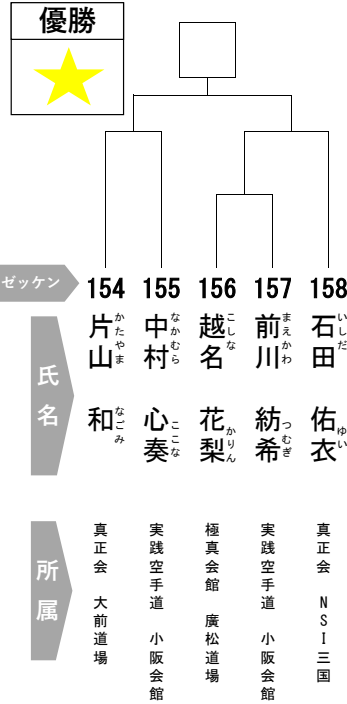 優勝
ゼッケン
154 155 156 157 158
氏名
片山 和
かたやま なごみ
中村 心奏
なかむら ここな
越名 花梨
こしな かりん
前川 紡希
まえかわ つむぎ
石田 佑衣
いしだ ゆい
所属
真正会 大前道場
実践空手道 小阪会館
極真会館 廣松道場
実践空手道 小阪会館
真正会 NSI三国